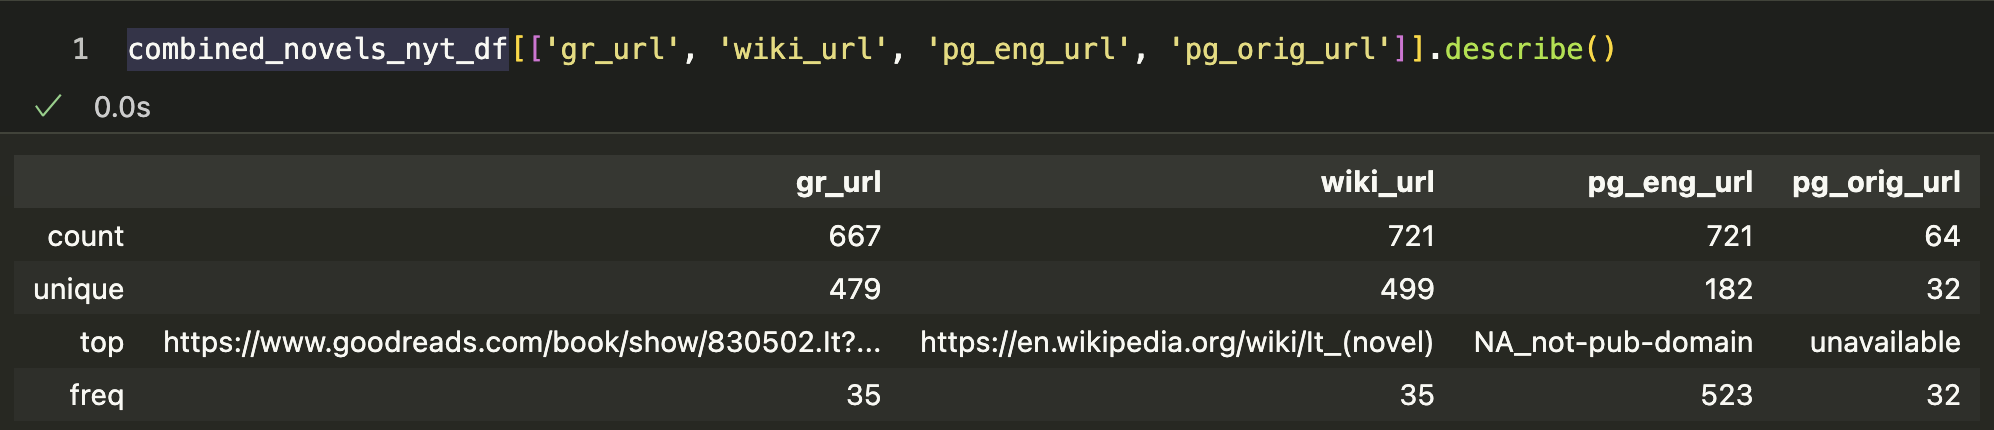 1 combined_novels_nyt_df[['gr_url', 'wiki_url', 'pg_eng_url', 'pg_orig_url']].describe()
0.0s
gr_url wiki_url pg_eng_url pg_orig_url
count 667 721 721 64
unique 479 499 182 32
top https://www.goodreads.com/book/show/830502.It?... https://en.wikipedia.org/wiki/It_(novel) NA_not-pub-domain unavailable
freq 35 35 523 32